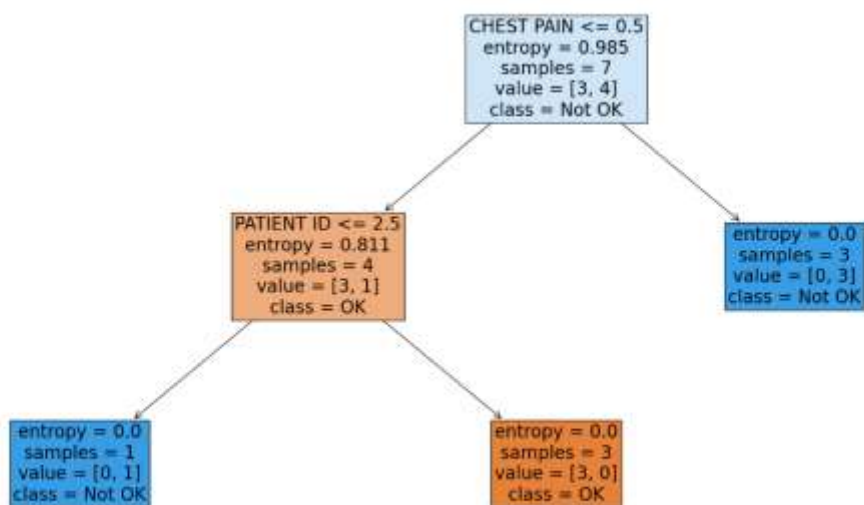 CHEST PAIN <= 0.5
entropy = 0.985
samples = 7
value = [3, 4]
class = Not OK
PATIENT ID <= 2.5
entropy = 0.811
samples = 4
value = [3, 1]
class = OK
entropy = 0.0
samples = 3
value = [0, 3]
class = Not OK
entropy = 0.0
samples = 1
value = [0, 1]
class = Not OK
entropy = 0.0
samples = 3
value = [3, 0]
class = OK